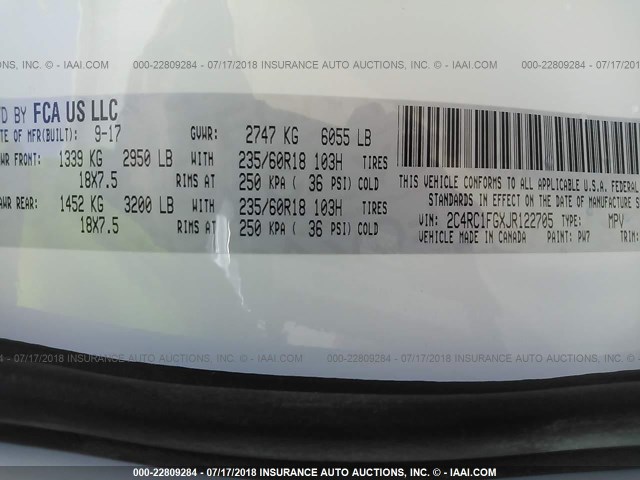 INSURANCE AUTO AUCTIONS, INC. - © IAAI.COM 000-22809284 - 07/17/2018 INSURANCE AUTO AUCTIONS, INC. - © IAAI.COM 000-22809284 - 07/17/2018
D BY FCA US LLC
OF MFR(BUILT): 9-17 GVWR: 2747 KG 6055 LB
FRONT: 1339 KG 2950 LB WITH 235/60R18 103H TIRES
18X7.5 RIMS AT 250 KPA ( 36 PSI) COLD
REAR: 1452 KG 3200 LB WITH 235/60R18 103H TIRES
18X7.5 RIMS AT 250 KPA ( 36 PSI) COLD
THIS VEHICLE CONFORMS TO ALL APPLICABLE U.S.A. FEDERAL
STANDARDS IN EFFECT ON THE DATE OF MANUFACTURE
VIN: 2C4RC1FGXJR122705 TYPE: MPV
VEHICLE MADE IN CANADA PAINT: PW7 TRIM:
- 07/17/2018 INSURANCE AUTO AUCTIONS, INC. - © IAAI.COM 000-22809284 - 07/17/2018 INSURANCE AUTO AUCTIONS, INC. - © IAAI.COM
000-22809284 - 07/17/2018 INSURANCE AUTO AUCTIONS, INC. - © IAAI.COM